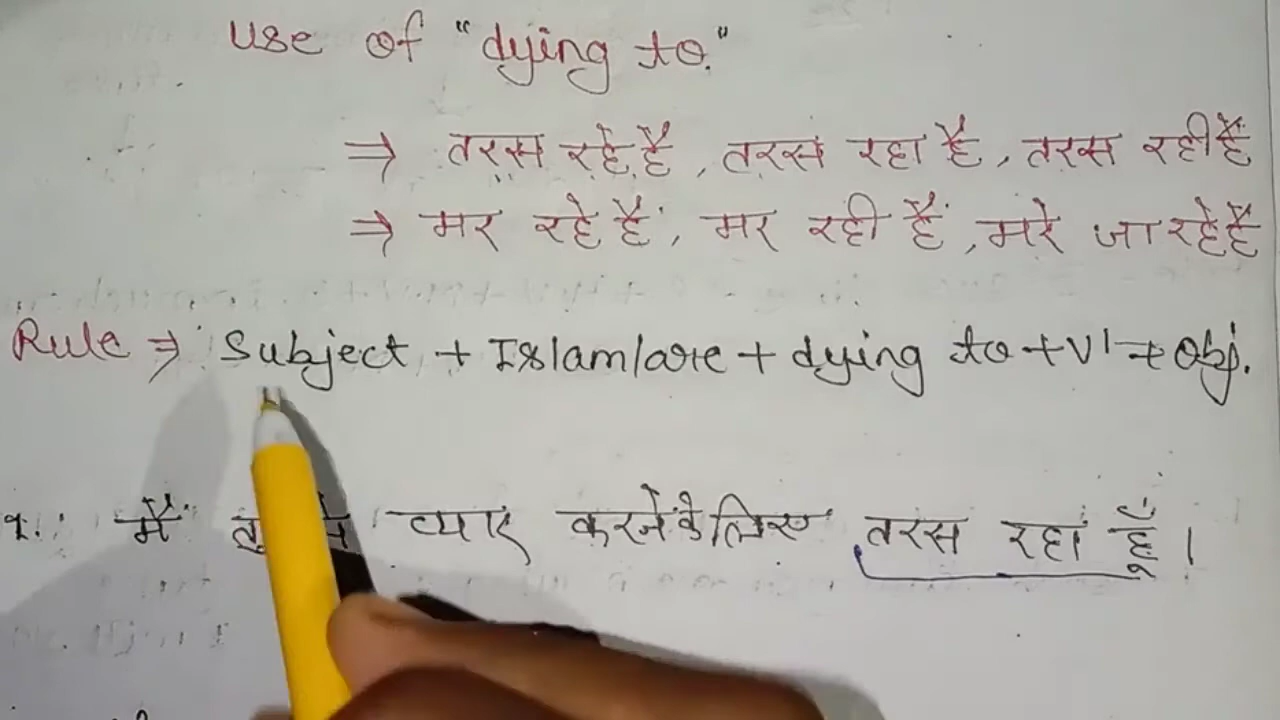 Use of "dying to"
⇒ तरस रहे है, तरस रहा है, तरस रही है
⇒ मर रहे हैं, मर रही हैं, मरे जा रहे है
Rule ⇒ Subject + Is/am/are + dying to + V1 + Obj.
मैं प्यार करने के लिए तरस रहा हूँ।